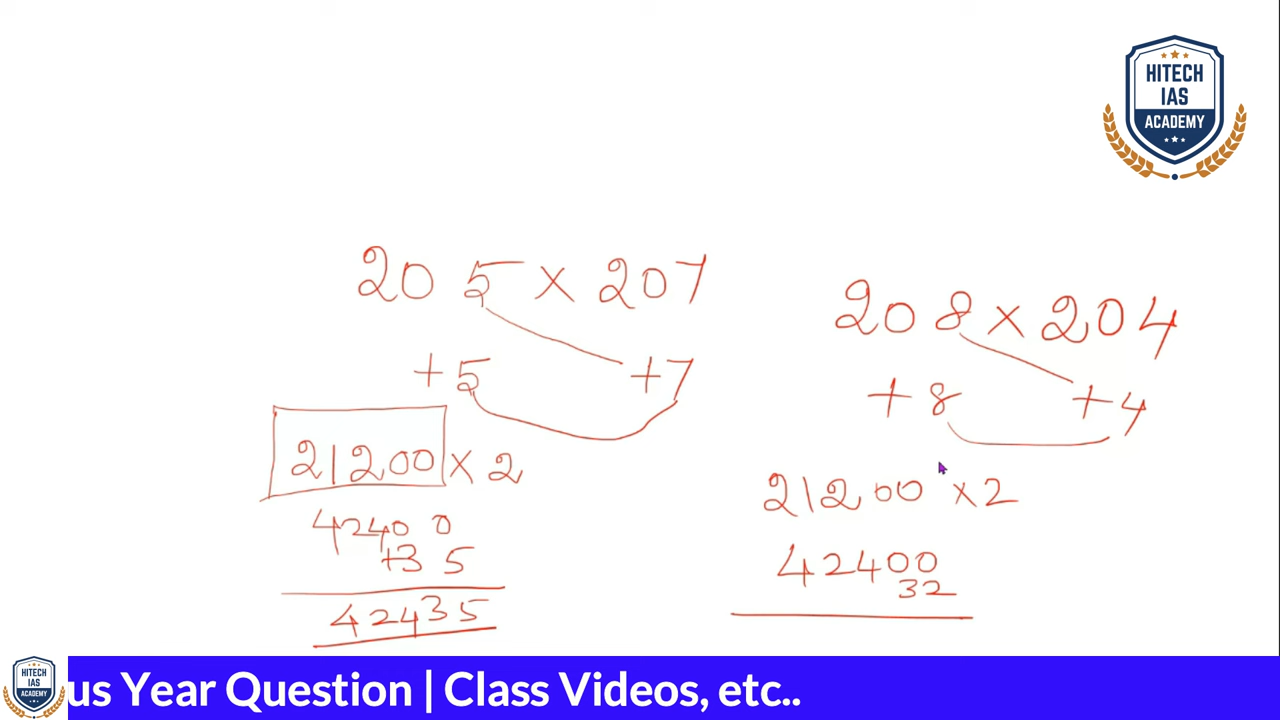 HITECH
IAS
ACADEMY
205 × 207
+5 +7
21200 × 2
42400
+35
42435
208 × 204
+8 +4
21200 × 2
42400
32
HITECH
IAS
ACADEMY
us Year Question | Class Videos, etc..